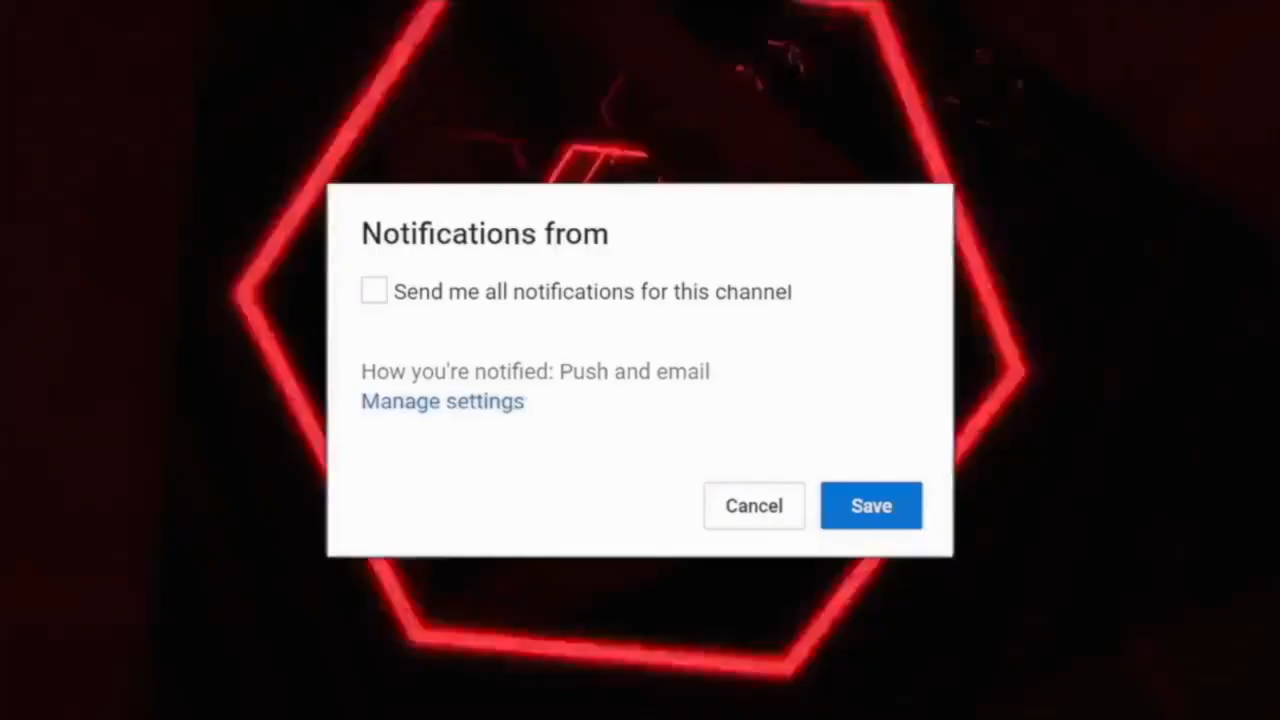 Notifications from
Send me all notifications for this channel
How you're notified: Push and email
Manage settings
Cancel
Save